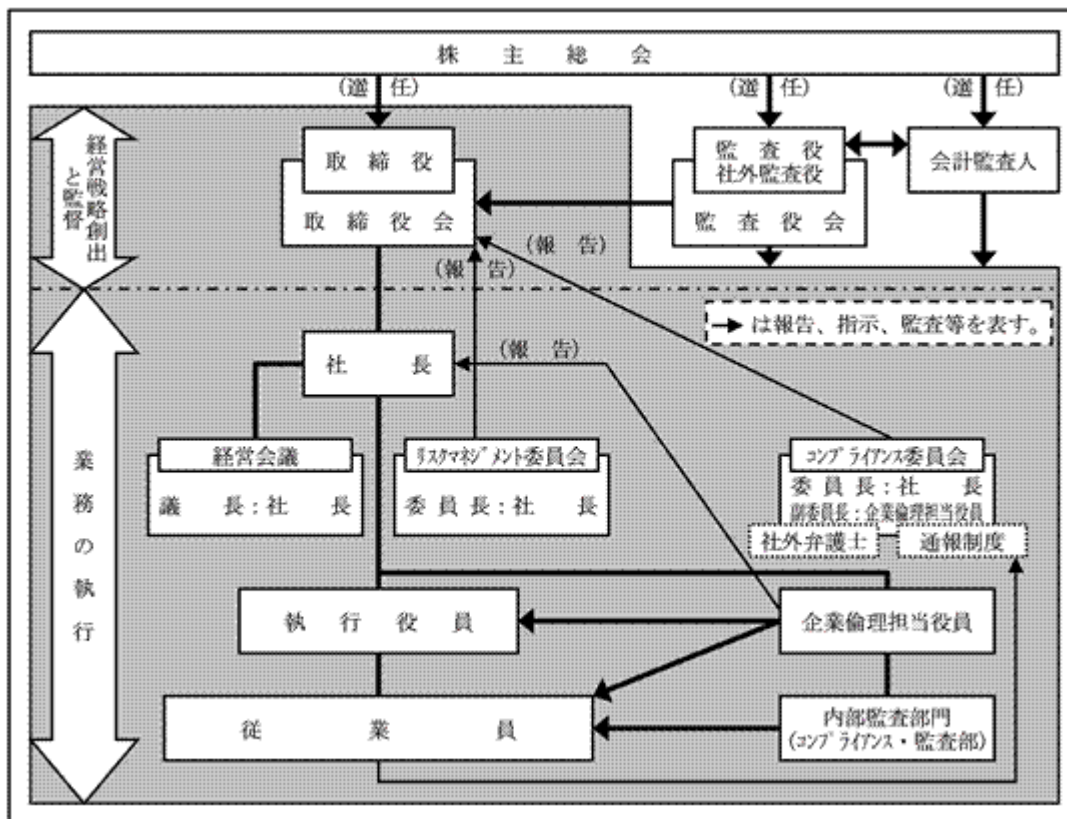 株主総会
(選任)
(選任)
(選任)
経営戦略創出
と監督
取締役
取締役会
監査役
社外監査役
監査役会
会計監査人
(報告)
(報告)
→ は報告、指示、監査等を表す。
社長
(報告)
業務の執行
経営会議
議長:社長
リスクマネジメント委員会
委員長:社長
コンプライアンス委員会
委員長:社長
副委員長:企業倫理担当役員
社外弁護士
通報制度
執行役員
企業倫理担当役員
従業員
内部監査部門
(コンプライアンス・監査部)